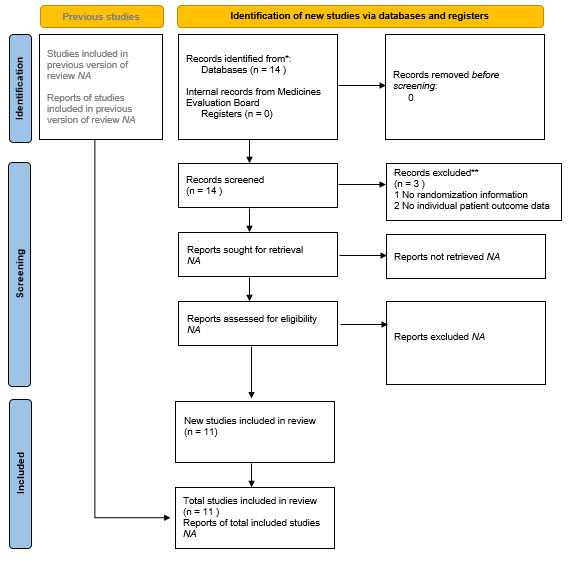 Previous studies
Identification of new studies via databases and registers
Identification
Studies included in
previous version of
review NA
Reports of studies
included in previous
version of review NA
Records identified from*:
Databases (n = 14 )
Internal records from Medicines
Evaluation Board
Registers (n = 0)
Records removed before
screening:
0
Screening
Records screened
(n = 14 )
Records excluded**
(n = 3 )
1 No randomization information
2 No individual patient outcome data
Reports sought for retrieval
NA
Reports not retrieved NA
Reports assessed for eligibility
NA
Reports excluded NA
Included
New studies included in review
(n = 11)
Total studies included in review
(n = 11 )
Reports of total included studies
NA